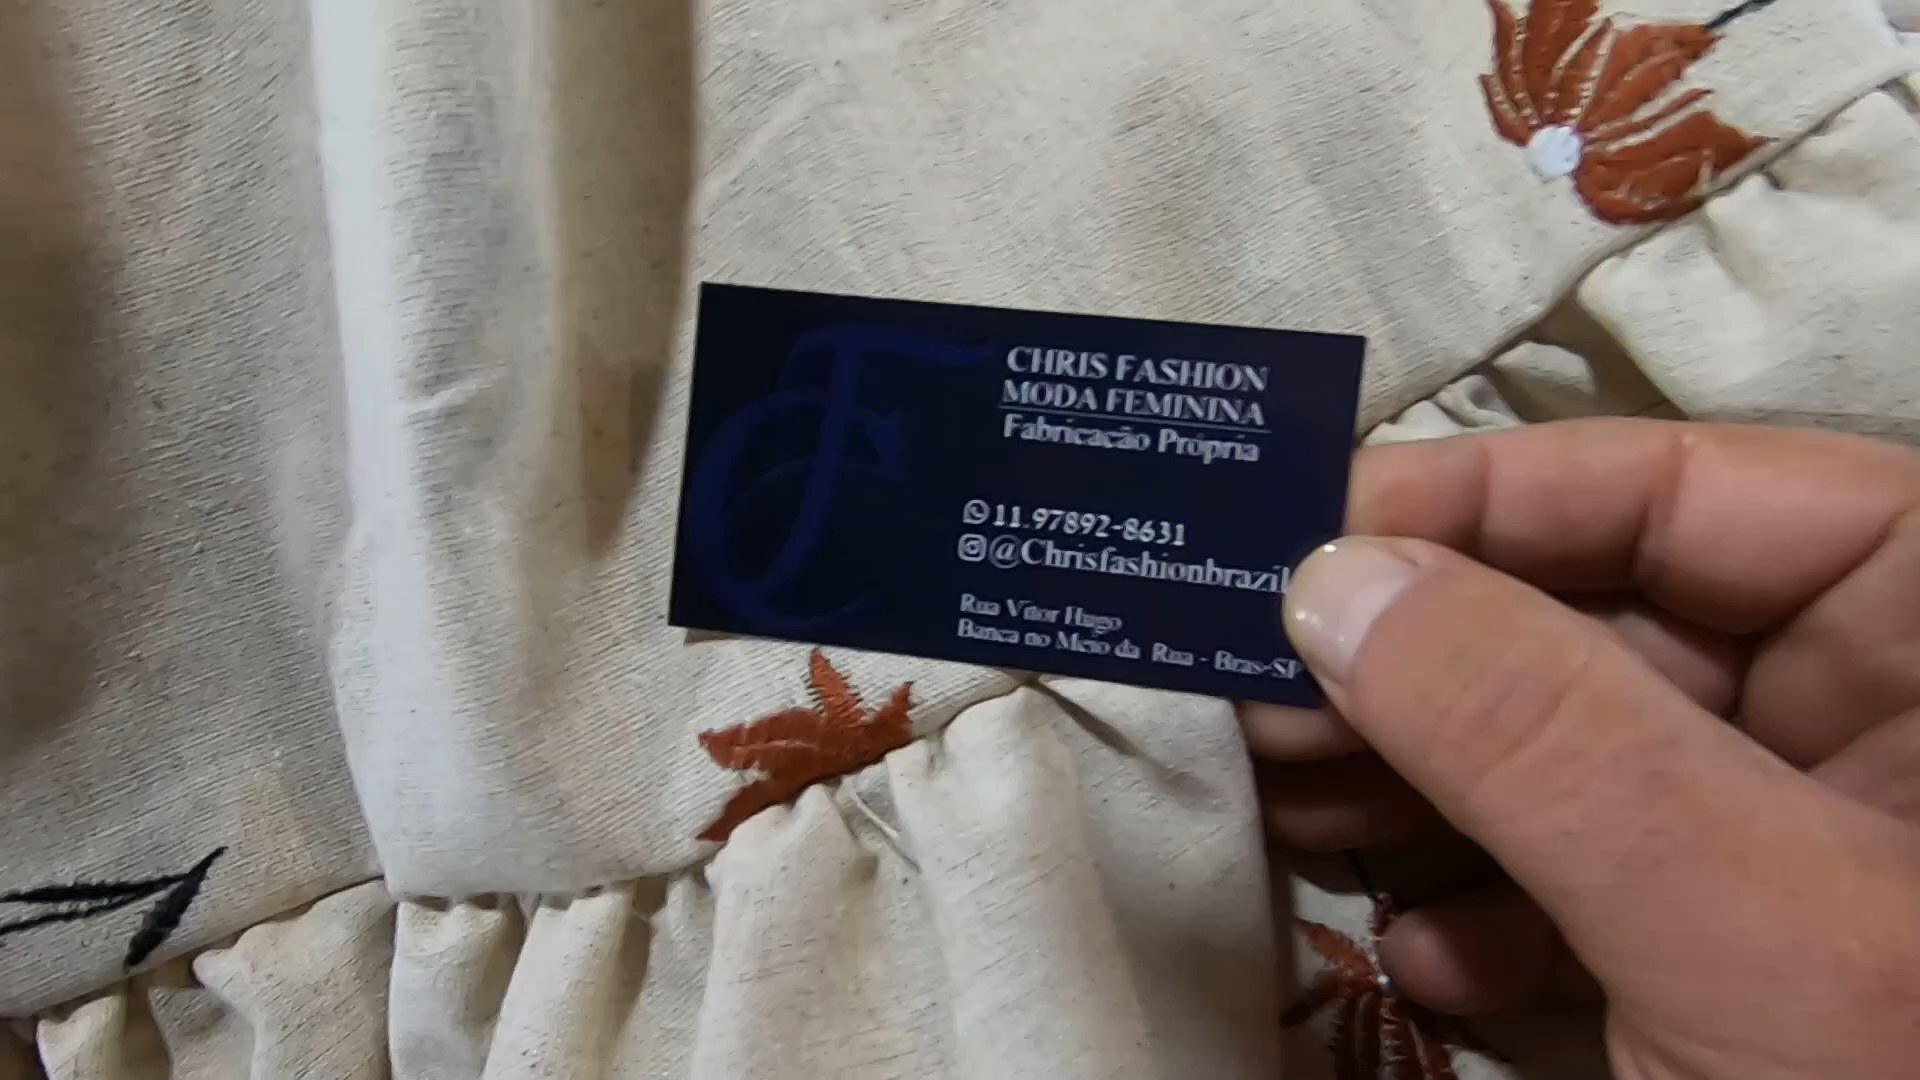 CHRIS FASHION
MODA FEMININA
Fabricação Própria
11.97892-8631
@Chrisfashionbrazil
Rua Vitor Hugo
Banca no Meio da Rua - Bras-SP